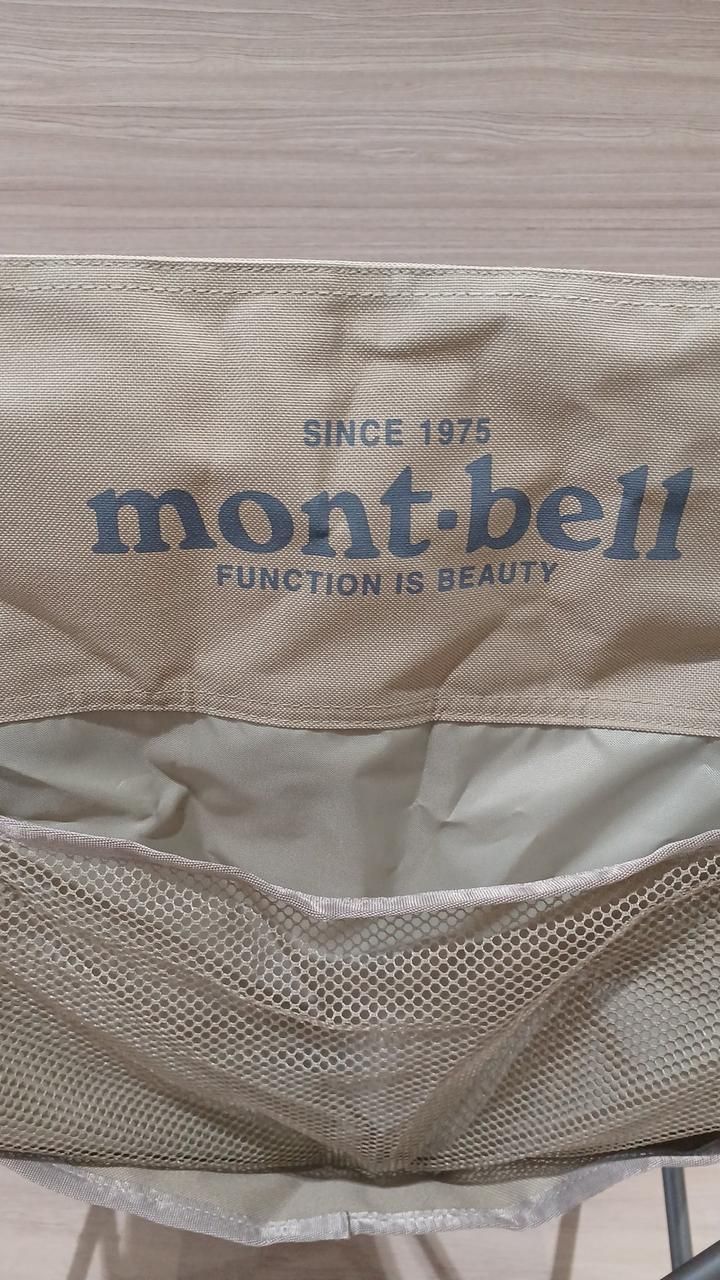 SINCE 1975
mont·bell
FUNCTION IS BEAUTY